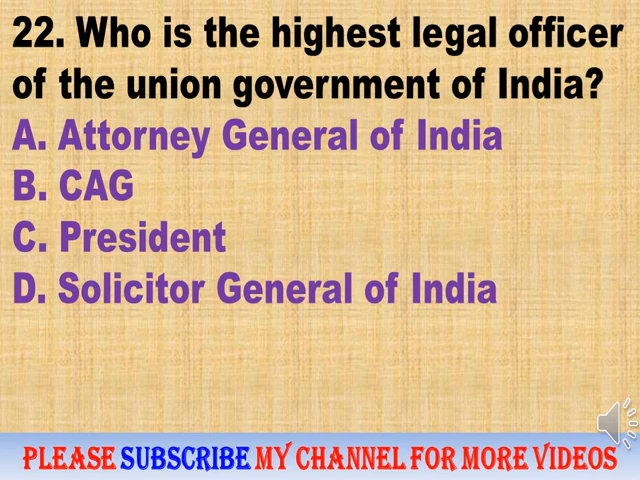 22. Who is the highest legal officer
of the union government of India?
A. Attorney General of India
B. CAG
C. President
D. Solicitor General of India
PLEASE SUBSCRIBE MY CHANNEL FOR MORE VIDEOS